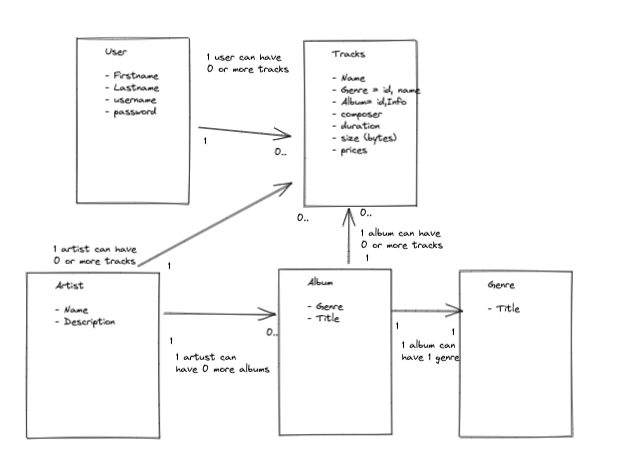 User
- Firstname
- Lastname
- username
- password
1 user can have
0 or more tracks
1
0..
Tracks
- Name
- Genre = id, name
- Album= id,Info
- composer
- duration
- size (bytes)
- prices
1 artist can have
0 or more tracks
1
0..
0..
1 album can have
0 or more tracks
1
Artist
- Name
- Description
1
0..
1 artust can
have 0 more albums
Album
- Genre
- Title
1
1
1 album can
have 1 genre
Genre
- Title